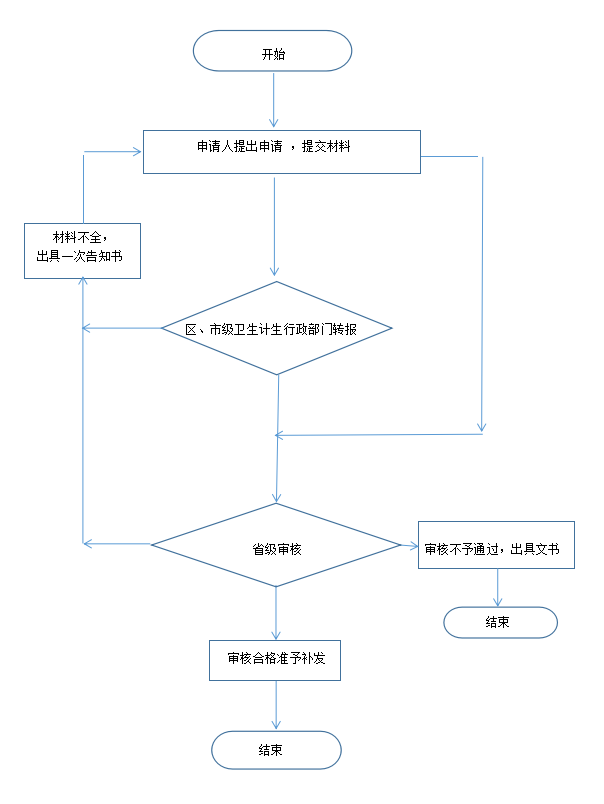 开始
申请人提出申请 ，提交材料
材料不全，
出具一次告知书
区、市级卫生计生行政部门转报
省级审核
审核不予通过，出具文书
结束
审核合格准予补发
结束